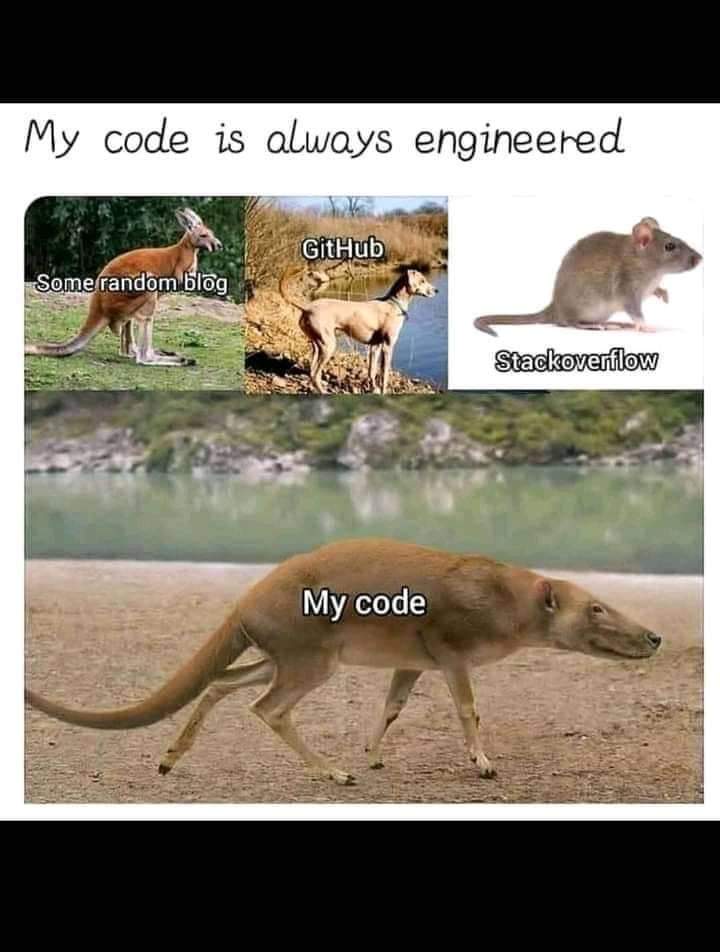 My code is always engineered
Some random blog
GitHub
Stackoverflow
My code